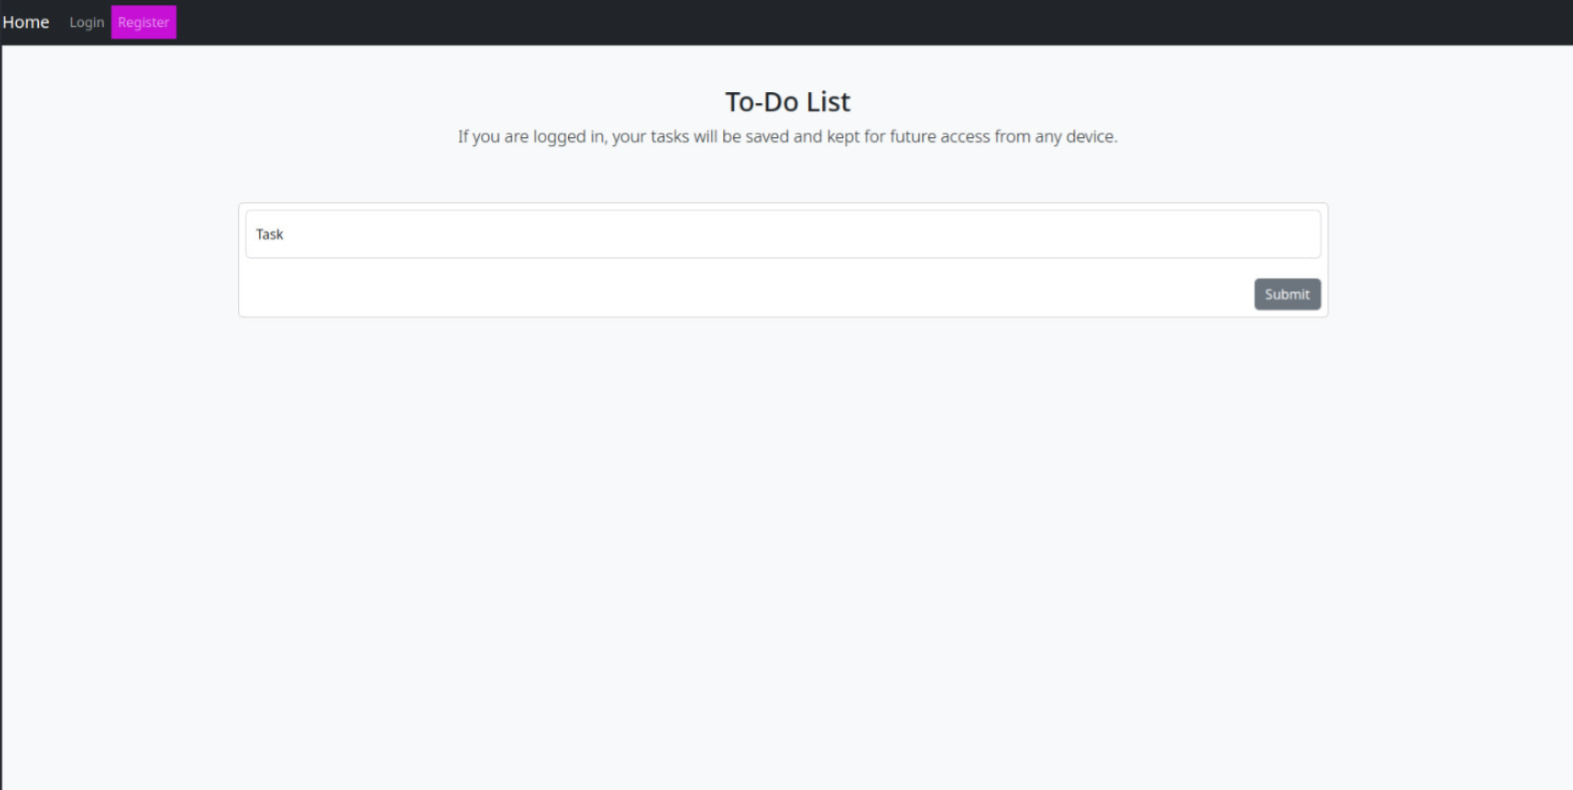 Home Login Register
To-Do List
If you are logged in, your tasks will be saved and kept for future access from any device.
Task
Submit